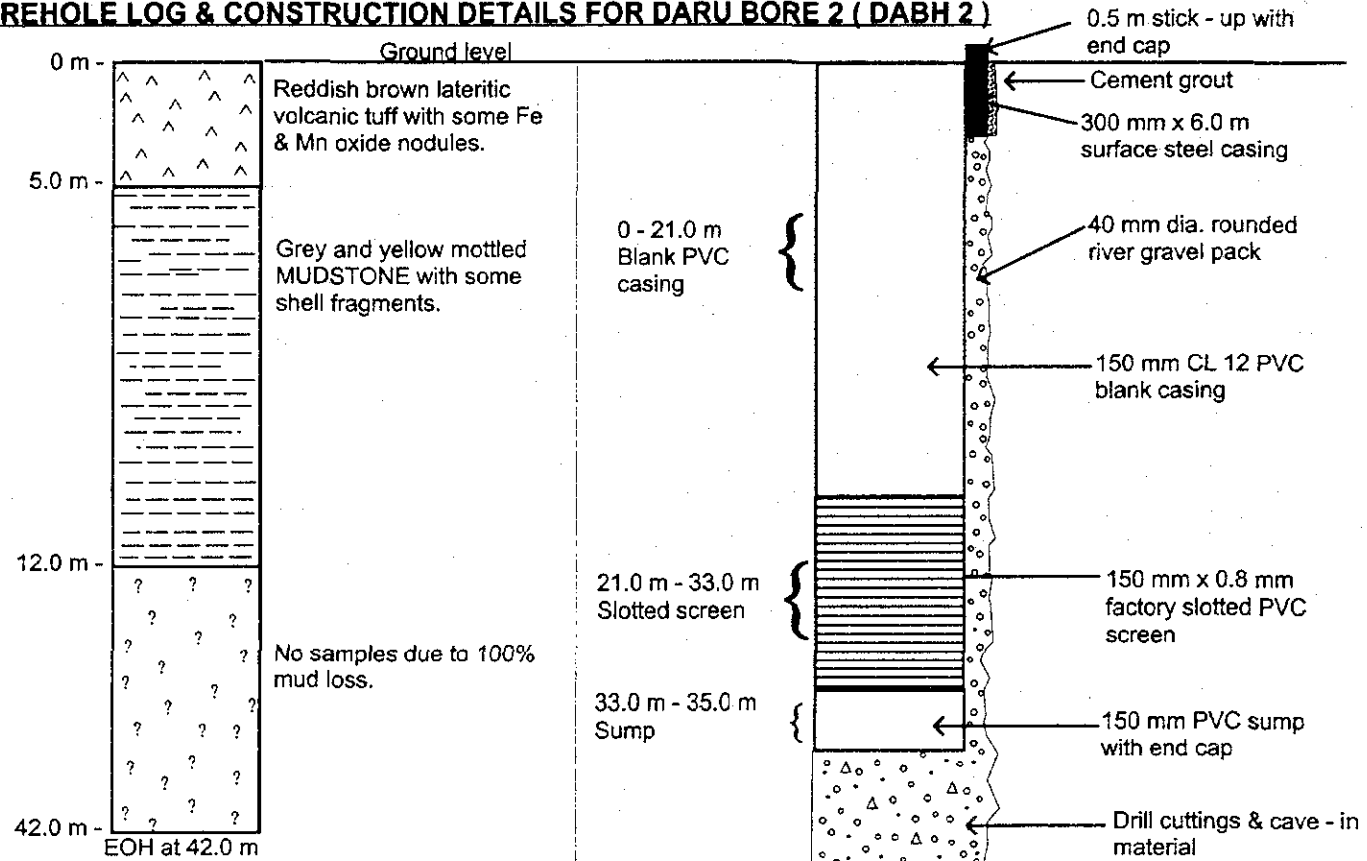 REHOLE LOG & CONSTRUCTION DETAILS FOR DARU BORE 2 ( DABH 2 )
0.5 m stick - up with
end cap
Ground level
0 m -
Cement grout
Reddish brown lateritic
volcanic tuff with some Fe
& Mn oxide nodules.
300 mm x 6.0 m
surface steel casing
5.0 m -
0 - 21.0 m
Blank PVC
casing
40 mm dia. rounded
river gravel pack
Grey and yellow mottled
MUDSTONE with some
shell fragments.
150 mm CL 12 PVC
blank casing
12.0 m -
21.0 m - 33.0 m
Slotted screen
150 mm x 0.8 mm
factory slotted PVC
screen
No samples due to 100%
mud loss.
33.0 m - 35.0 m
Sump
150 mm PVC sump
with end cap
42.0 m -
EOH at 42.0 m
Drill cuttings & cave - in
material